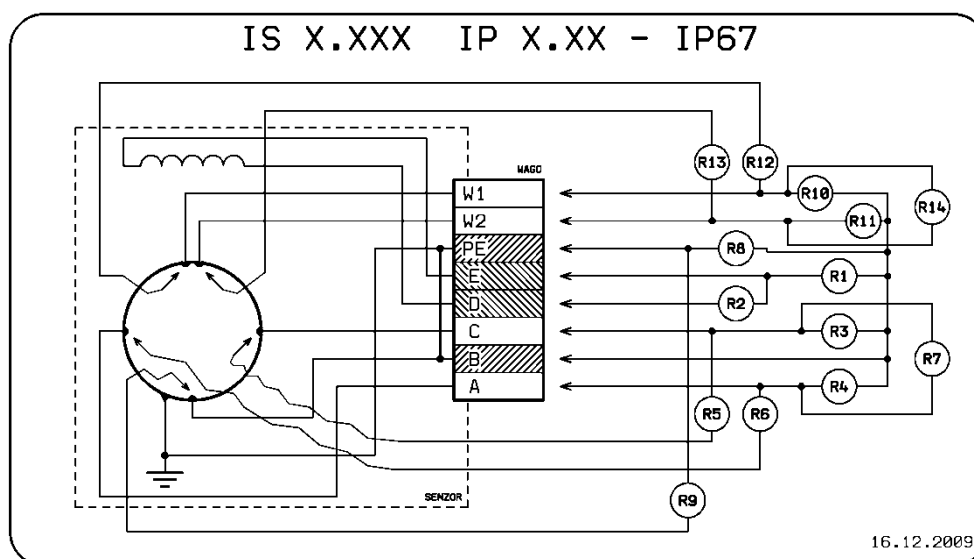 IS X.XXX IP X.XX - IP67
R13
R12
WAGO
W1
R10
R14
W2
R11
PE
R8
E
R1
D
R2
C
R3
R7
B
A
R4
R5
R6
SENZOR
R9
16.12.2009